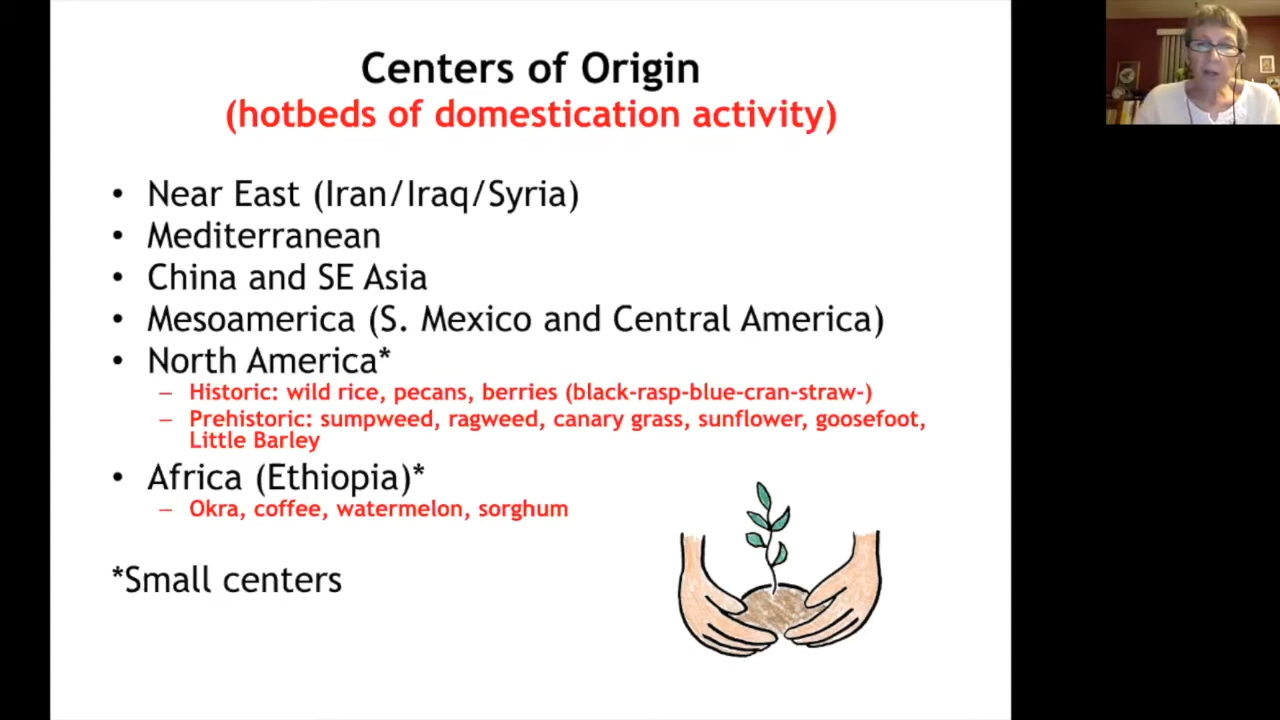 Centers of Origin
(hotbeds of domestication activity)
• Near East (Iran/Iraq/Syria)
• Mediterranean
• China and SE Asia
• Mesoamerica (S. Mexico and Central America)
• North America*
– Historic: wild rice, pecans, berries (black-rasp-blue-cran-straw-)
– Prehistoric: sumpweed, ragweed, canary grass, sunflower, goosefoot,
Little Barley
• Africa (Ethiopia)*
– Okra, coffee, watermelon, sorghum
*Small centers